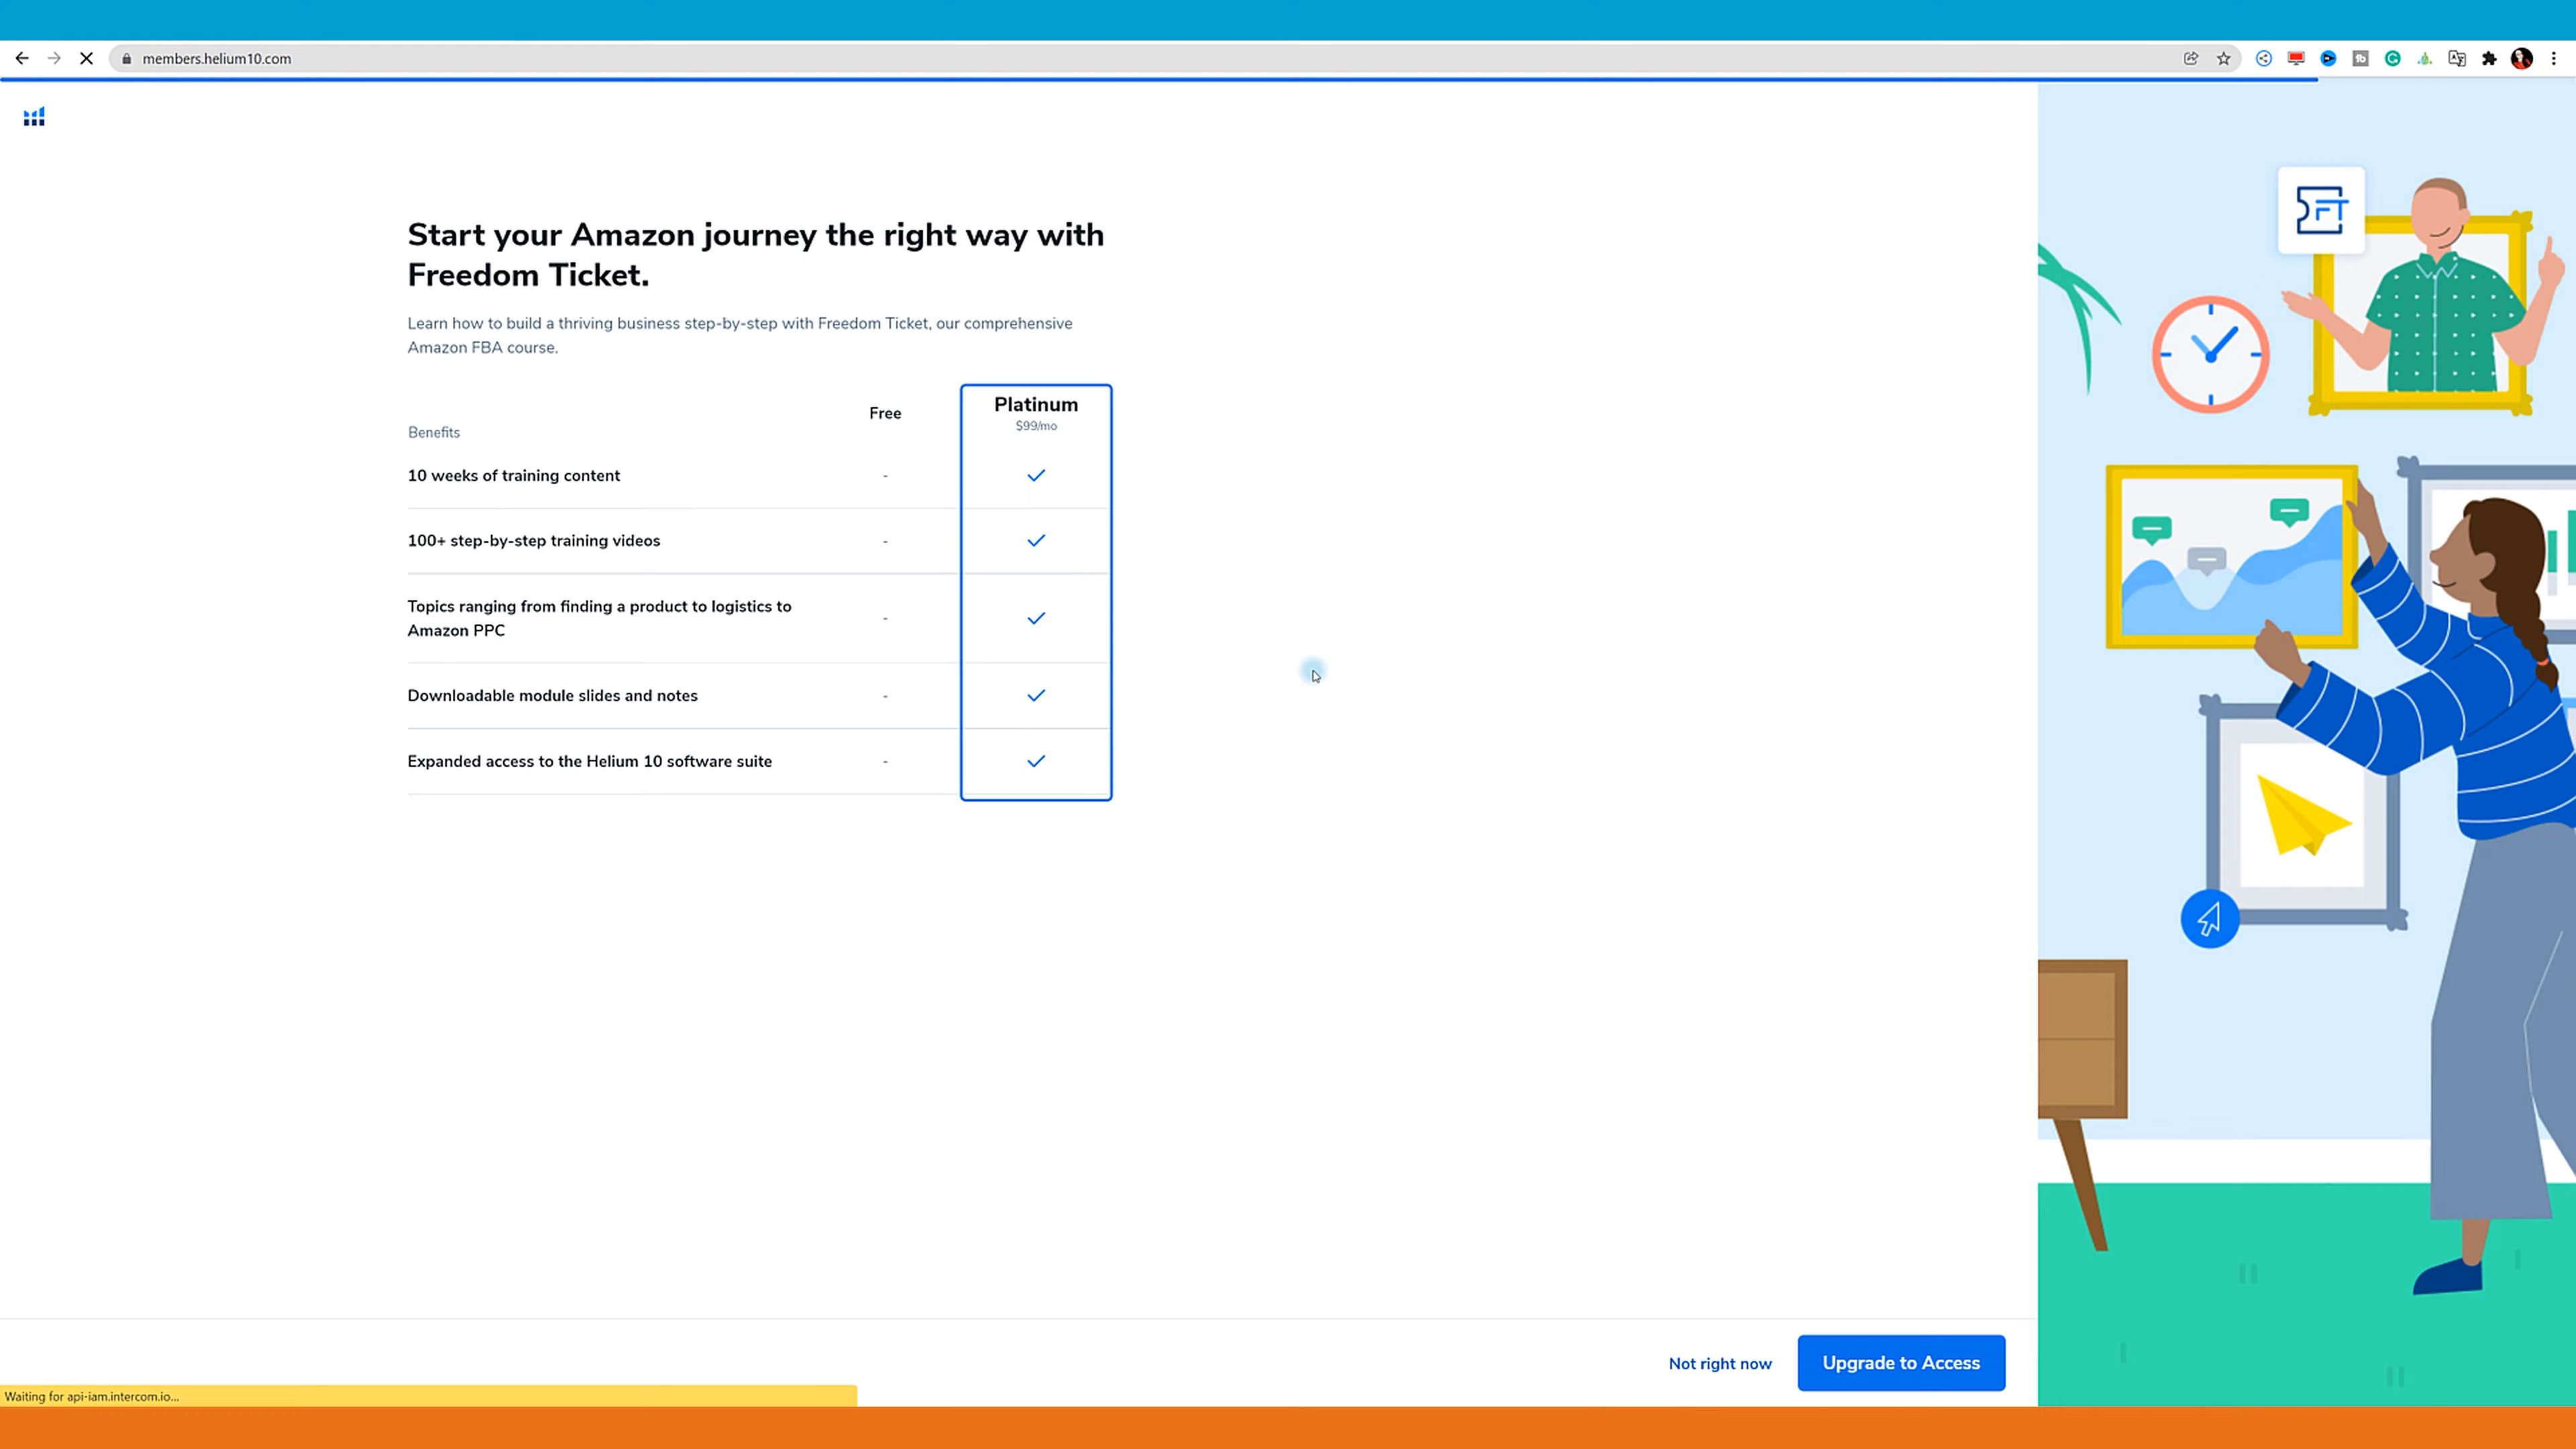 members.helium10.com
Start your Amazon journey the right way with
Freedom Ticket.
Learn how to build a thriving business step-by-step with Freedom Ticket, our comprehensive
Amazon FBA course.
Benefits
Free
Platinum
$99/mo
10 weeks of training content
-
100+ step-by-step training videos
-
Topics ranging from finding a product to logistics to
Amazon PPC
-
Downloadable module slides and notes
-
Expanded access to the Helium 10 software suite
-
FT
Not right now
Upgrade to Access
Waiting for api-iam.intercom.io...